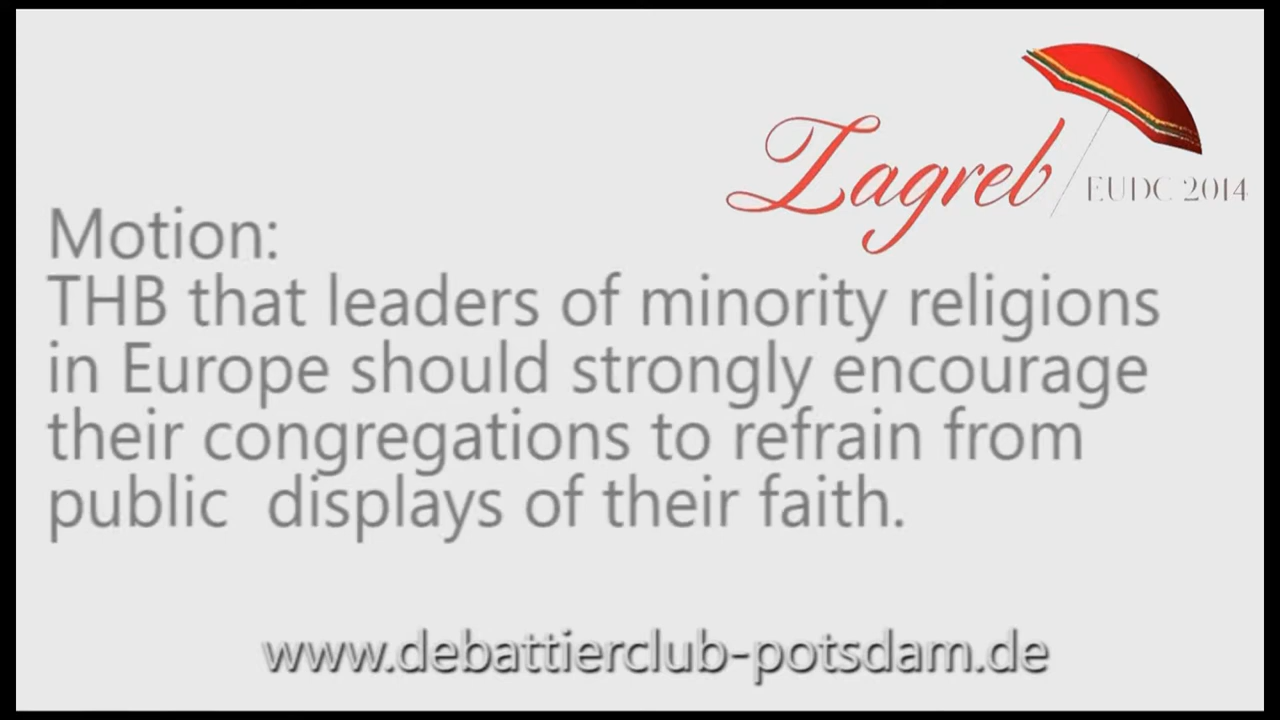 Zagreb EUDC 2014
Motion:
THB that leaders of minority religions
in Europe should strongly encourage
their congregations to refrain from
public  displays of their faith.
www.debattierclub-potsdam.de